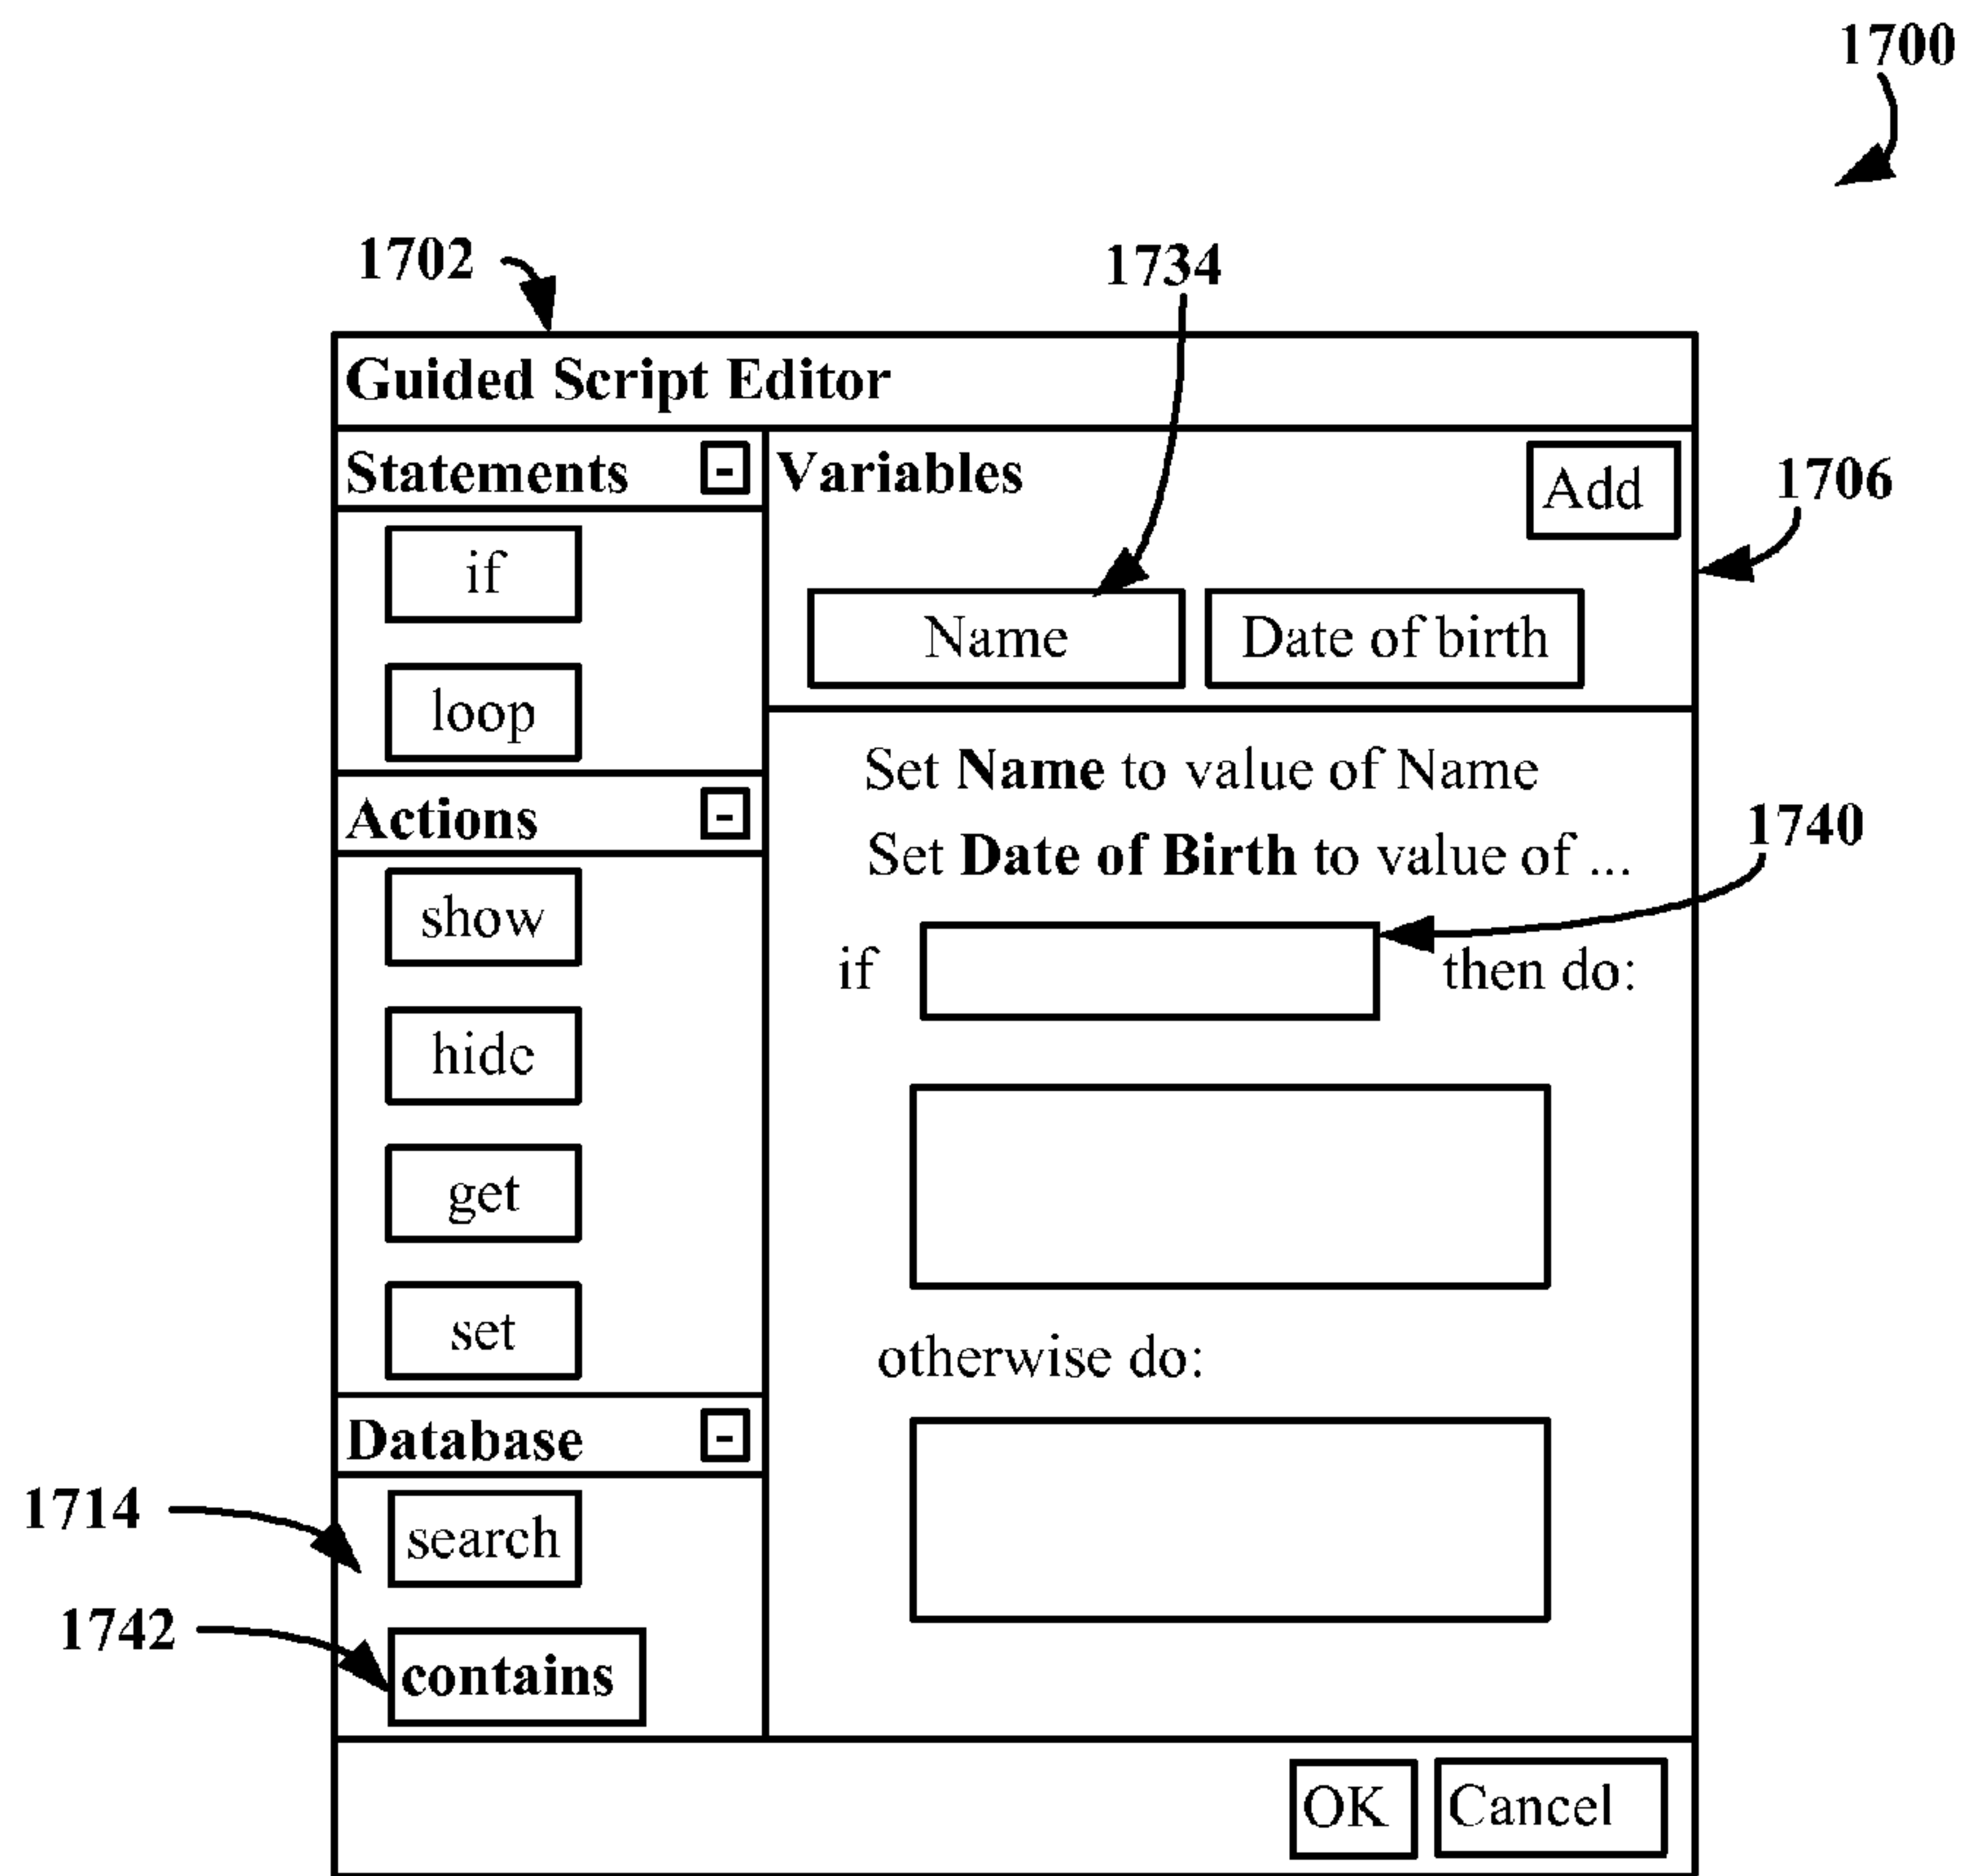 1700
1702
1734
Guided Script Editor
Statements -
Variables
Add
1706
if
Name
Date of birth
loop
Set Name to value of Name
Actions -
1740
Set Date of Birth to value of ...
show
if
then do:
hide
get
set
otherwise do:
Database -
1714
search
1742
contains
OK
Cancel